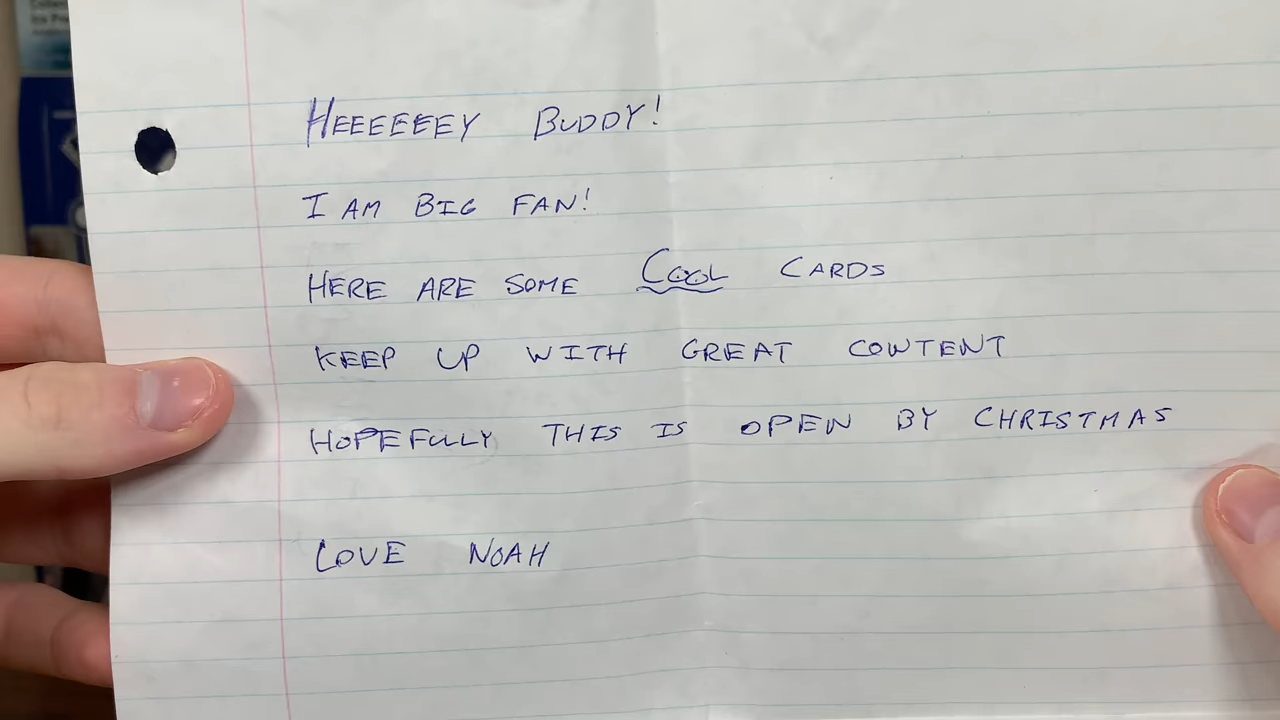 HEEEEEEY BUDDY!
I AM BIG FAN!
HERE ARE SOME COOL CARDS
KEEP UP WITH GREAT CONTENT
HOPEFULLY THIS IS OPEN BY CHRISTMAS
LOVE NOAH